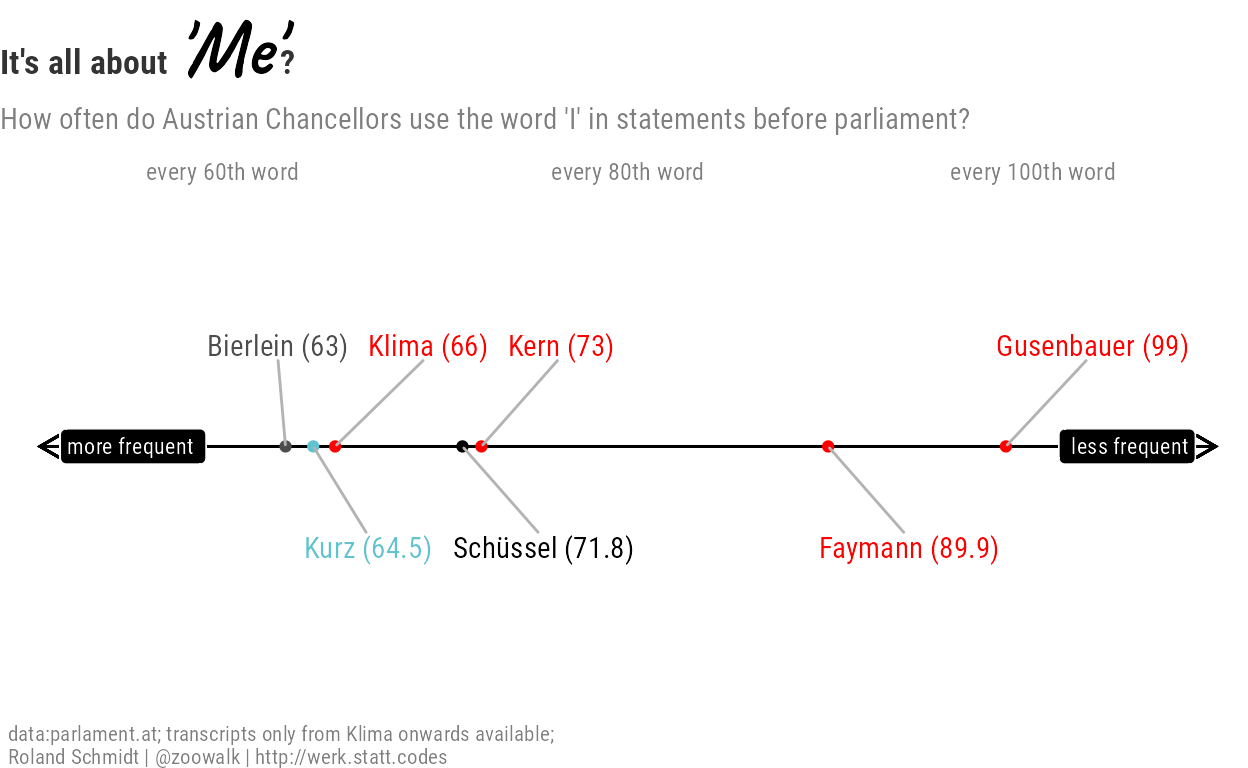 It's all about 'Me'?
How often do Austrian Chancellors use the word 'I' in statements before parliament?
every 60th word every 80th word every 100th word
Bierlein (63) Klima (66) Kern (73) Gusenbauer (99)
more frequent less frequent
Kurz (64.5) Schüssel (71.8) Faymann (89.9)
data:parlament.at; transcripts only from Klima onwards available;
Roland Schmidt | @zoowalk | http://werk.statt.codes